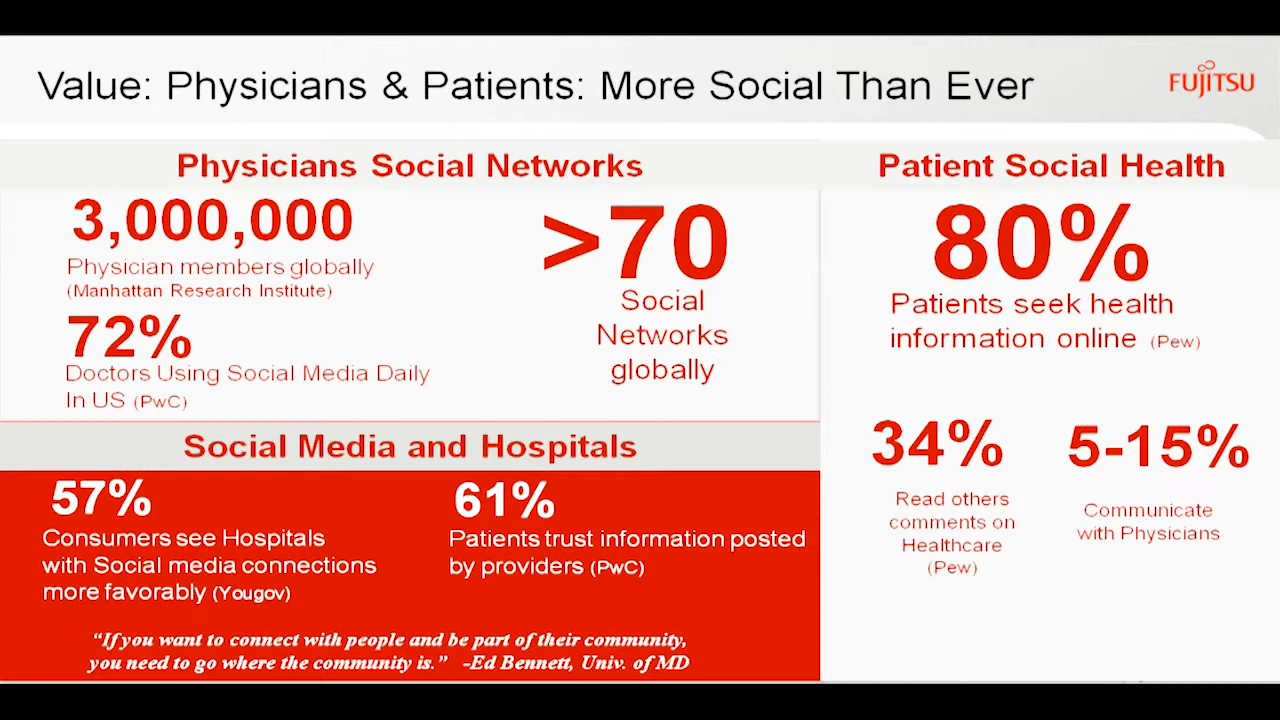 Value: Physicians & Patients: More Social Than Ever
FUJITSU
Physicians Social Networks
3,000,000
Physician members globally
(Manhattan Research Institute)
72%
Doctors Using Social Media Daily
In US (PwC)
>70
Social
Networks
globally
Social Media and Hospitals
57%
Consumers see Hospitals
with Social media connections
more favorably (Yougov)
61%
Patients trust information posted
by providers (PwC)
“If you want to connect with people and be part of their community,
you need to go where the community is.” -Ed Bennett, Univ. of MD
Patient Social Health
80%
Patients seek health
information online (Pew)
34%
Read others
comments on
Healthcare
(Pew)
5-15%
Communicate
with Physicians